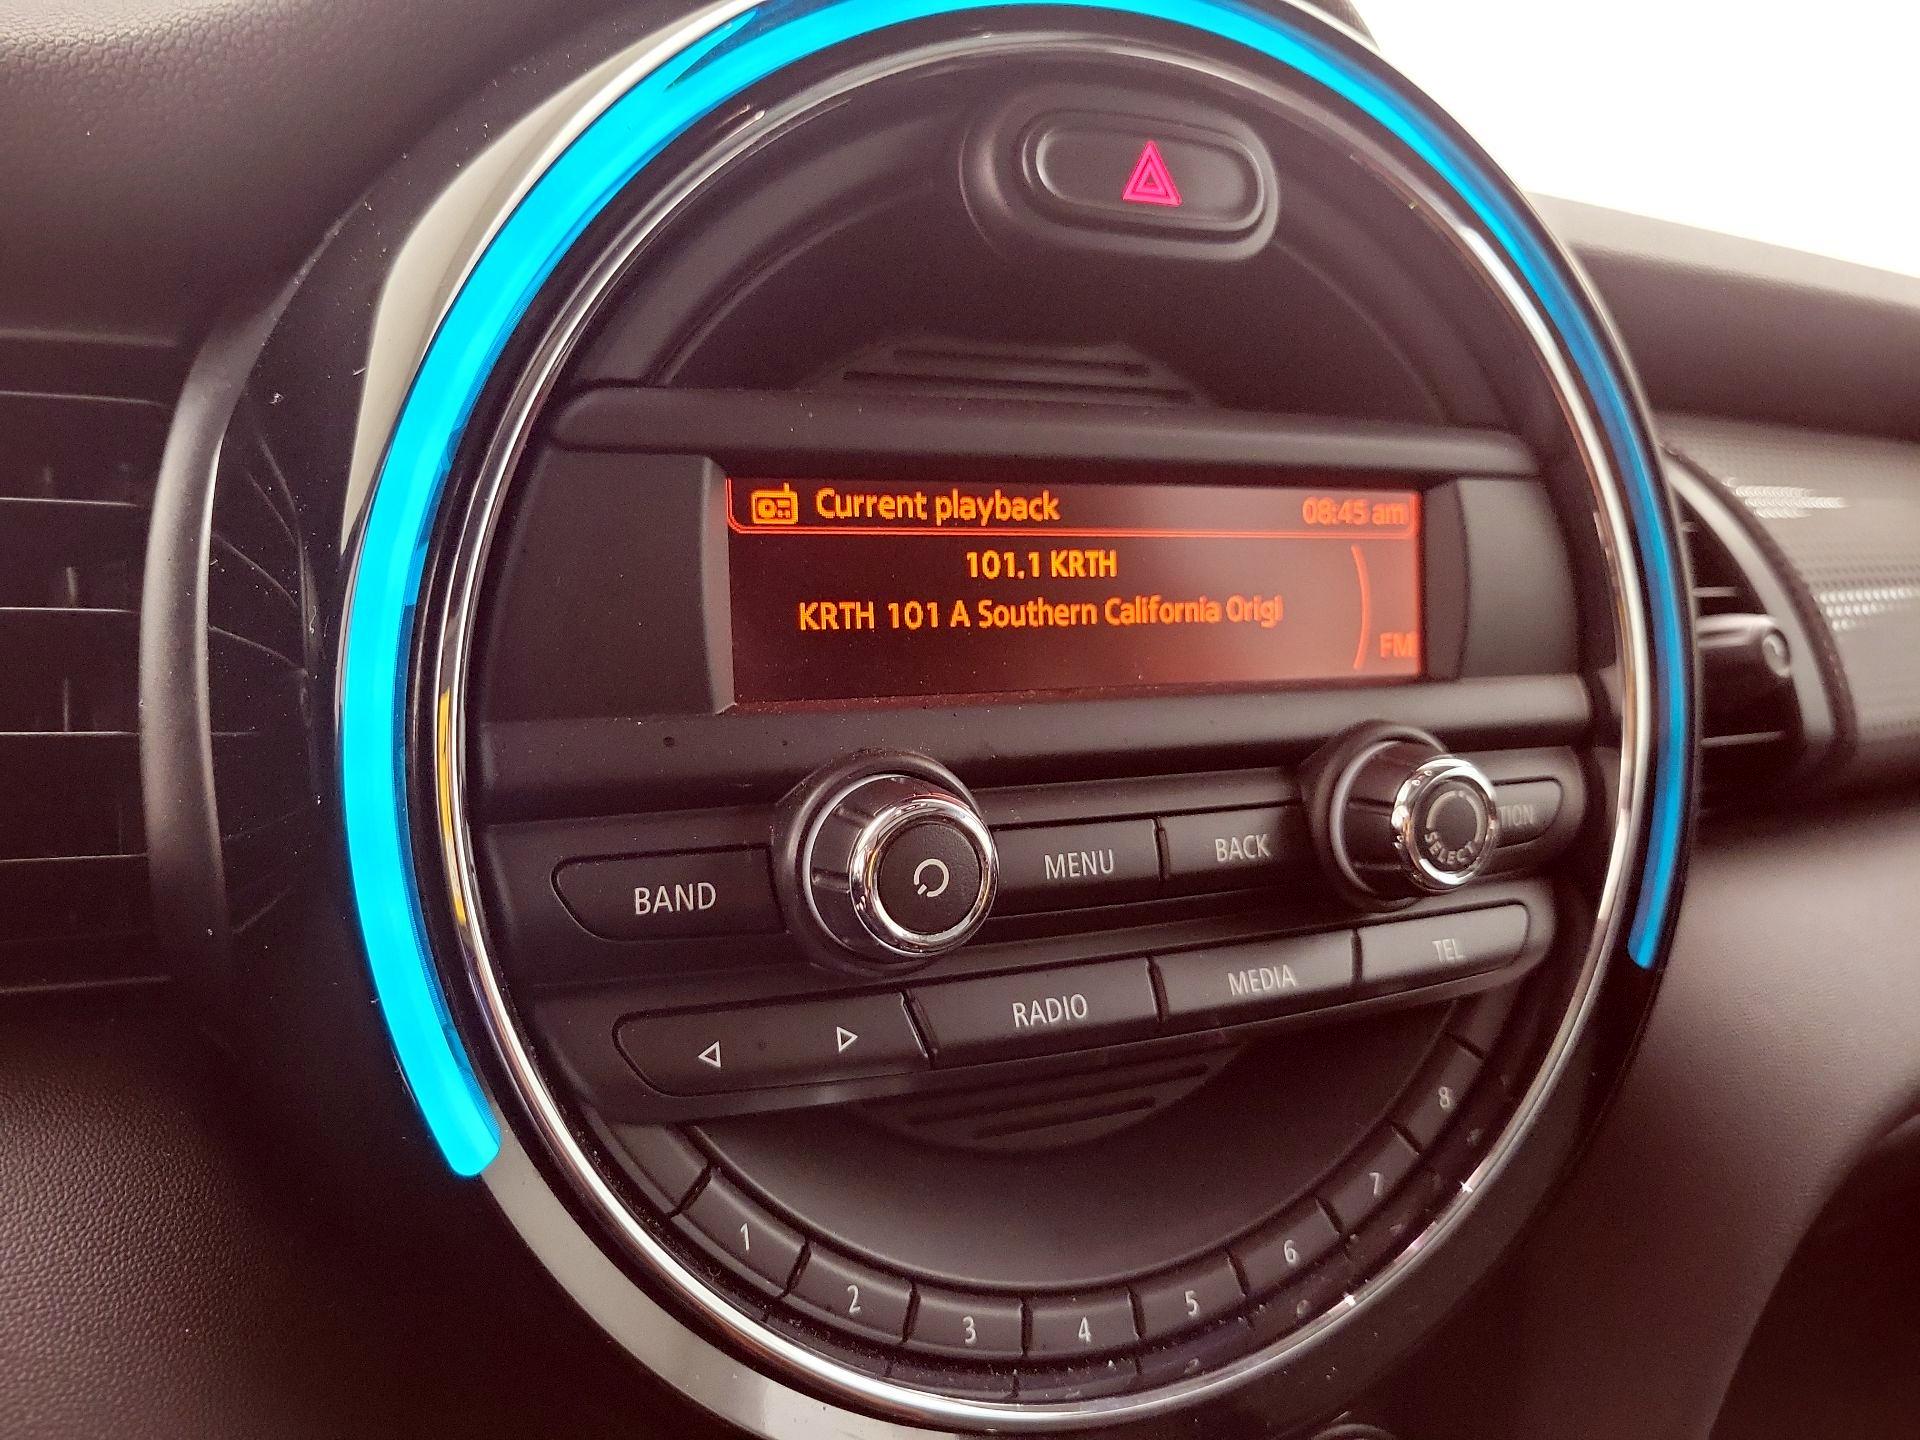 Current playback 08:45 am
101.1 KRTH
KRTH 101 A Southern California Origi
FM
BAND MENU BACK SELECT TION
RADIO MEDIA TEL
1 2 3 4 5 6 7 8